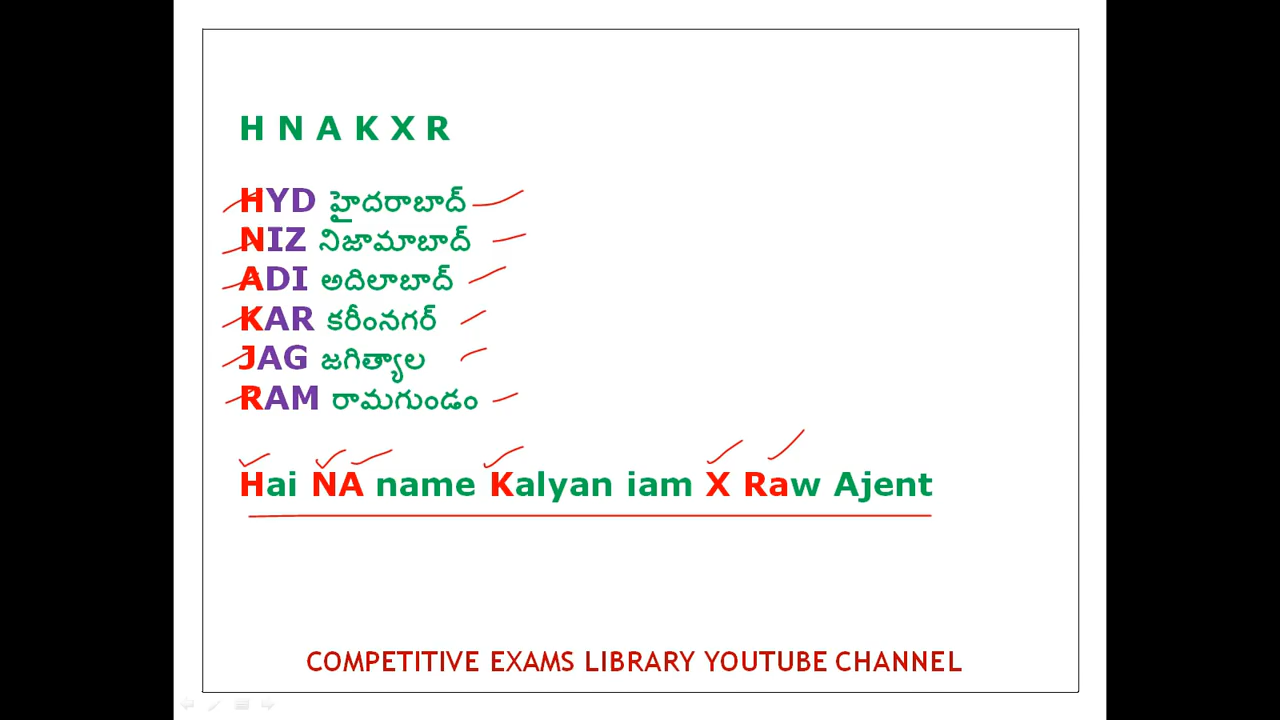 H N A K X R
HYD హైదరాబాద్
NIZ నిజామాబాద్
ADI అదిలాబాద్
KAR కరీంనగర్
JAG జగిత్యాల
RAM రామగుండం
Hai NA name Kalyan iam X Raw Ajent
COMPETITIVE EXAMS LIBRARY YOUTUBE CHANNEL